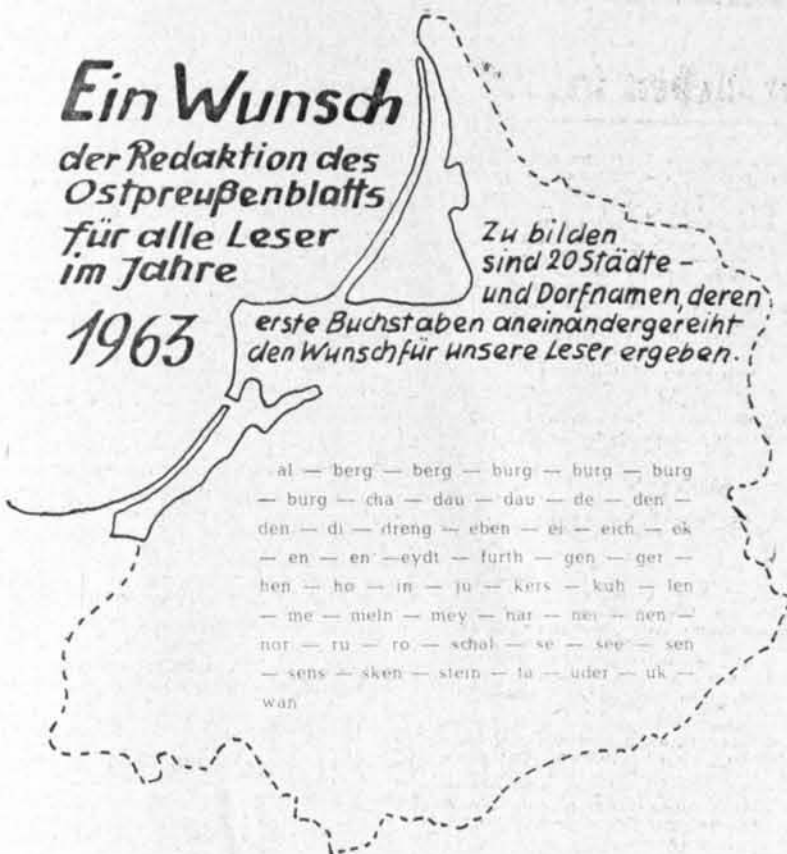 Ein Wunsch
der Redaktion des
Ostpreußenblatts
für alle Leser
im Jahre
1963
Zu bilden
sind 20 Städte -
und Dorfnamen, deren
erste Buchstaben aneinandergereiht
den Wunsch für unsere Leser ergeben.
al — berg — berg — burg — burg — burg
— burg — cha — dau — dau — de — den —
den — di — dreng — eben — ei — eich — ek
— en — en —eydt — furth — gen — ger —
hen — ho — in — ju — kers — kuh — len
— me — meln — mey — nar — nei — nen —
nor — ru — ro — schal — se — see — sen
— sens — sken — stein — ta — uder — uk —
wan